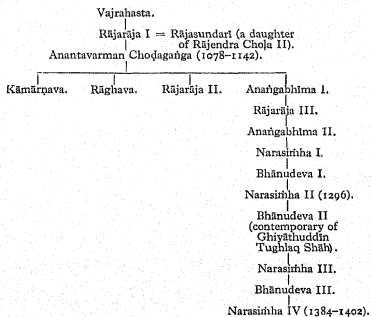 Vajrahasta.
Rājarāja I = Rājasundarī (a daughter
of Rājendra Choḷa II).
Anantavarman Choḍagaṅga (1078–1142).
Kāmārṇava. Rāghava. Rājarāja II. Anaṅgabhīma I.
Rājarāja III.
Anaṅgabhīma II.
Narasiṁha I.
Bhānudeva I.
Narasiṁha II (1296).
Bhānudeva II
(contemporary of
Ghiyāthuddīn
Tughlaq Shāh).
Narasiṁha III.
Bhānudeva III.
Narasiṁha IV (1384–1402).